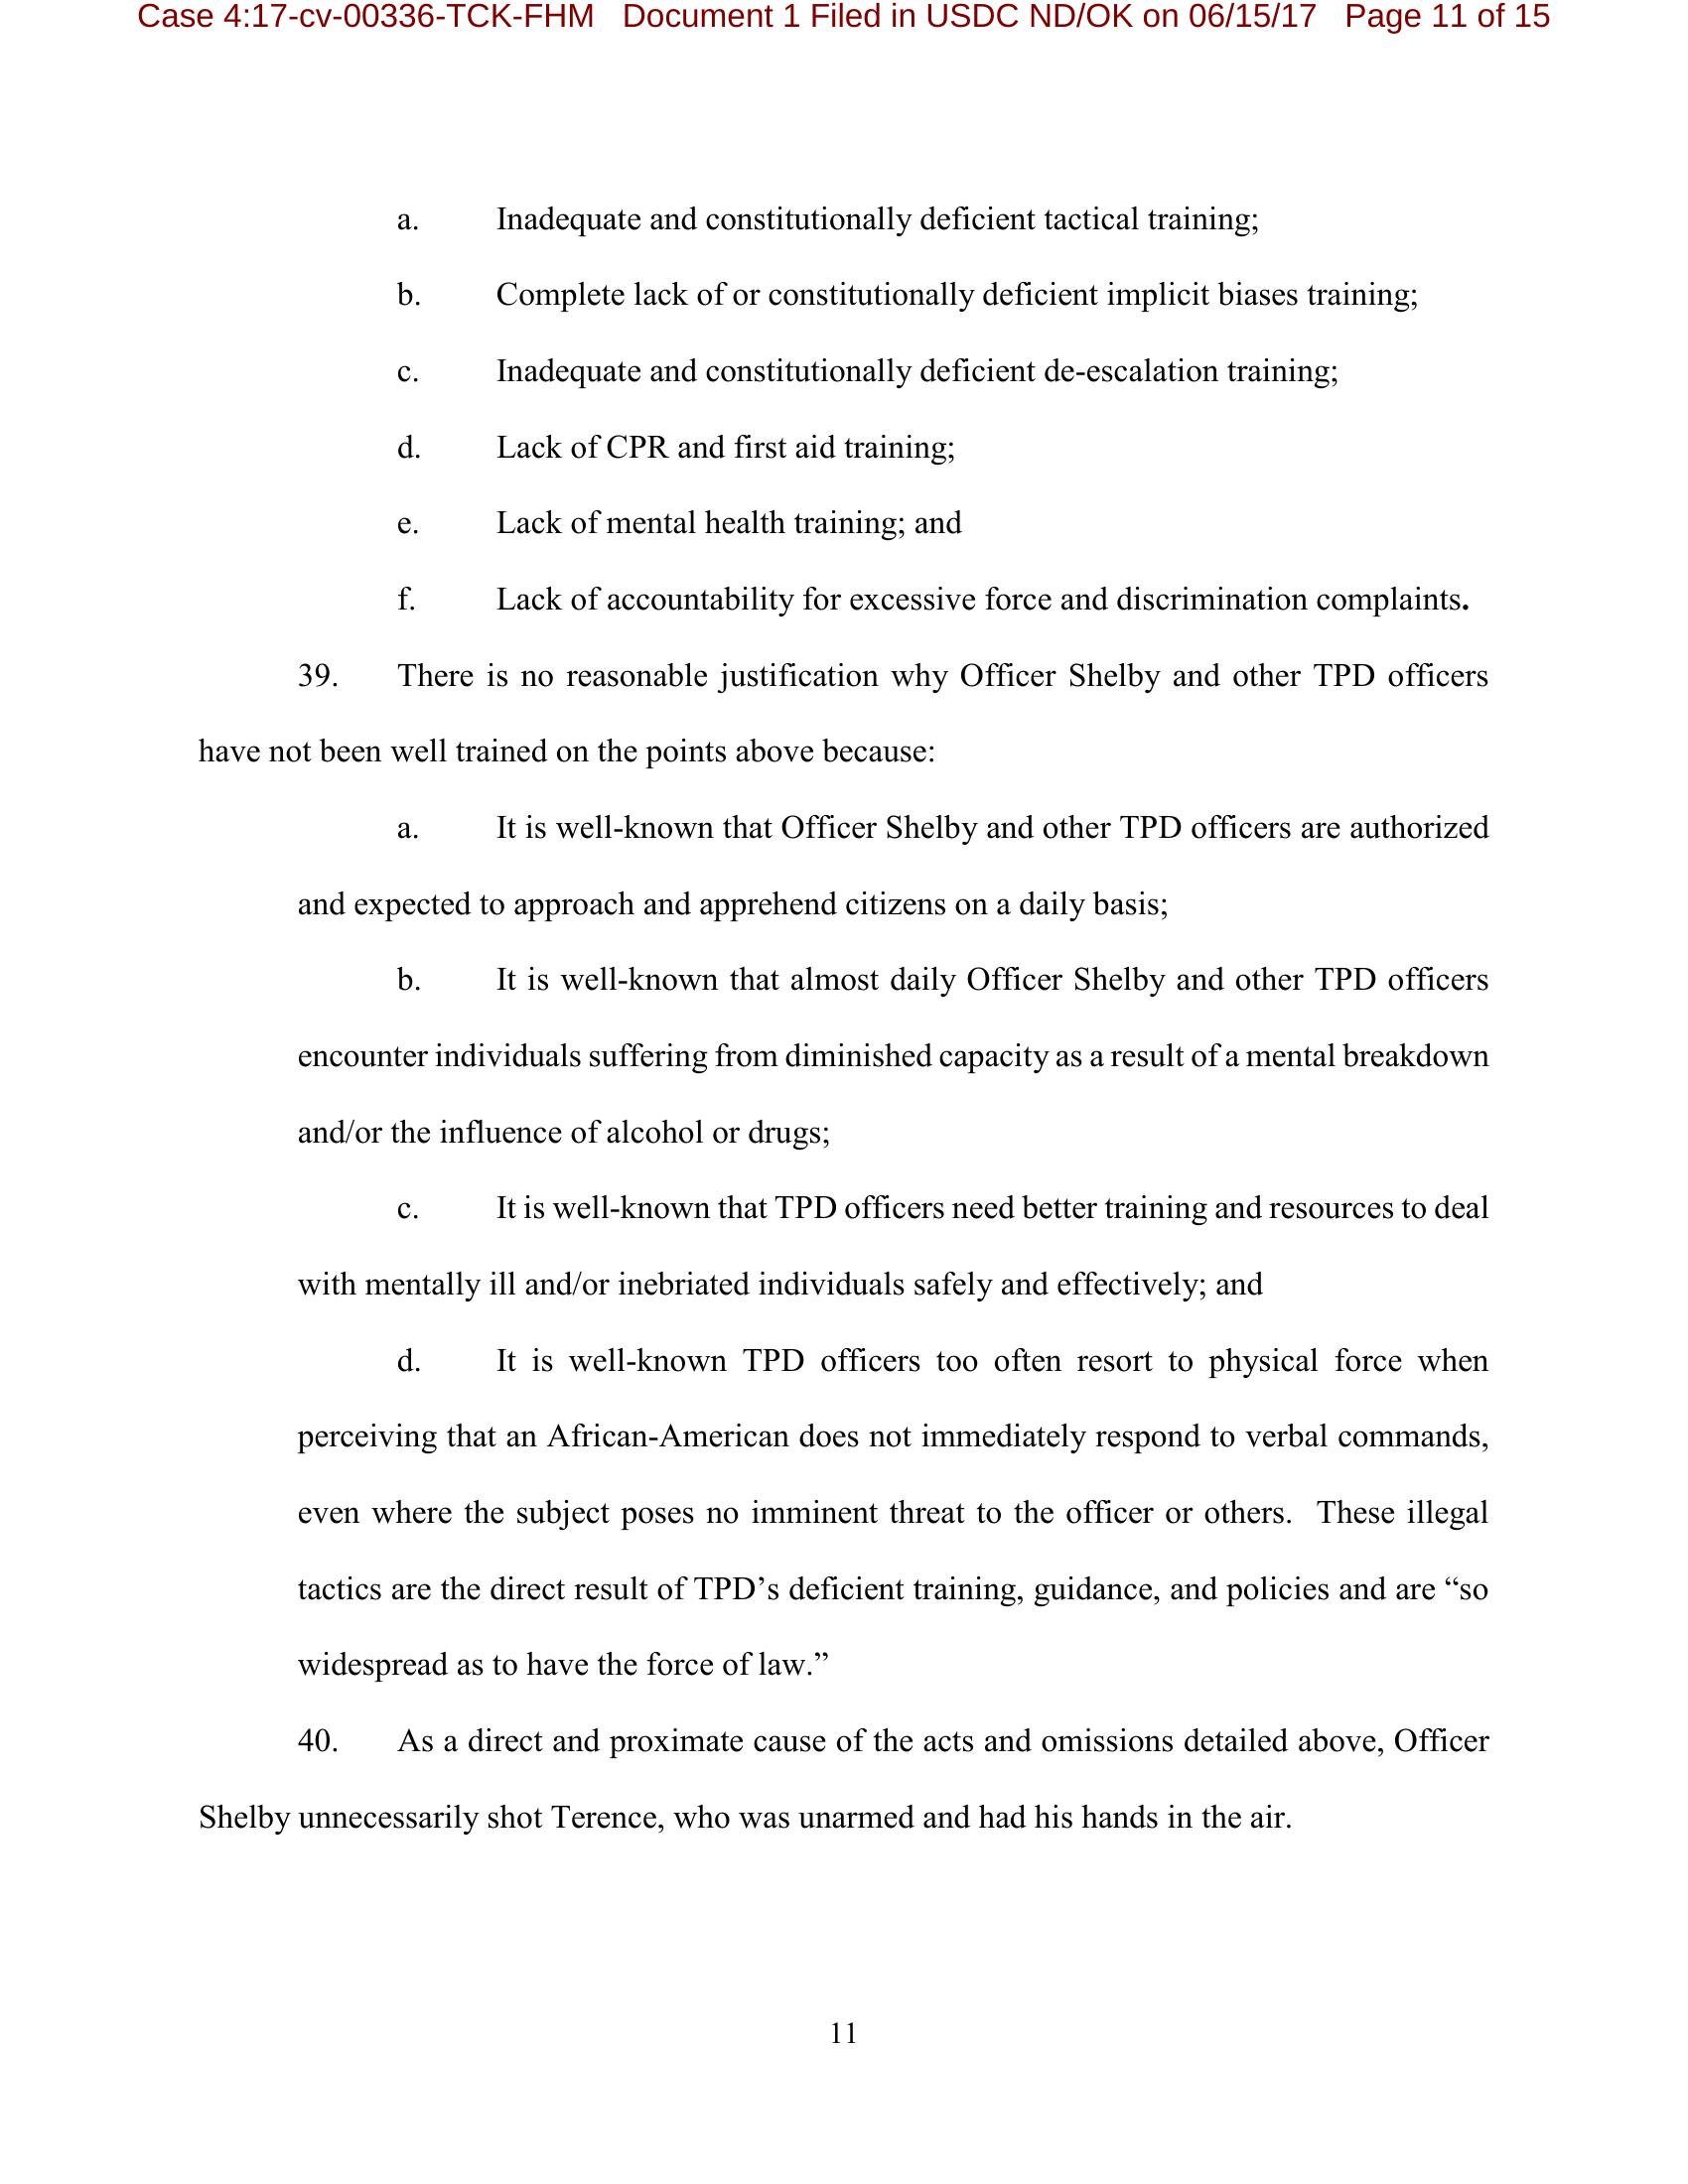 Case 4:17-cv-00336-TCK-FHM Document 1 Filed in USDC ND/OK on 06/15/17 Page 11 of 15
a. Inadequate and constitutionally deficient tactical training;
b. Complete lack of or constitutionally deficient implicit biases training;
c. Inadequate and constitutionally deficient de-escalation training;
d. Lack of CPR and first aid training;
e. Lack of mental health training; and
f. Lack of accountability for excessive force and discrimination complaints.
39. There is no reasonable justification why Officer Shelby and other TPD officers
have not been well trained on the points above because:
a. It is well-known that Officer Shelby and other TPD officers are authorized
and expected to approach and apprehend citizens on a daily basis;
b. It is well-known that almost daily Officer Shelby and other TPD officers
encounter individuals suffering from diminished capacity as a result of a mental breakdown
and/or the influence of alcohol or drugs;
c. It is well-known that TPD officers need better training and resources to deal
with mentally ill and/or inebriated individuals safely and effectively; and
d. It is well-known TPD officers too often resort to physical force when
perceiving that an African-American does not immediately respond to verbal commands,
even where the subject poses no imminent threat to the officer or others. These illegal
tactics are the direct result of TPD’s deficient training, guidance, and policies and are “so
widespread as to have the force of law.”
40. As a direct and proximate cause of the acts and omissions detailed above, Officer
Shelby unnecessarily shot Terence, who was unarmed and had his hands in the air.
11